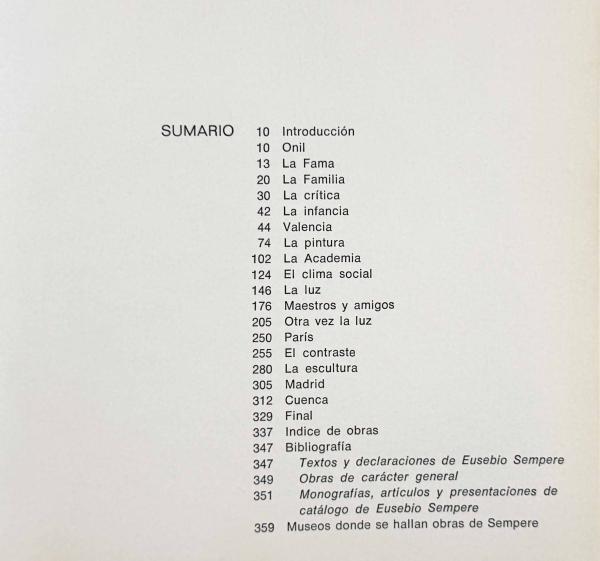 SUMARIO 10 Introducción
10 Onil
13 La Fama
20 La Familia
30 La crítica
42 La infancia
44 Valencia
74 La pintura
102 La Academia
124 El clima social
146 La luz
176 Maestros y amigos
205 Otra vez la luz
250 París
255 El contraste
280 La escultura
305 Madrid
312 Cuenca
329 Final
337 Indice de obras
347 Bibliografía
347 Textos y declaraciones de Eusebio Sempere
349 Obras de carácter general
351 Monografías, artículos y presentaciones de
catálogo de Eusebio Sempere
359 Museos donde se hallan obras de Sempere